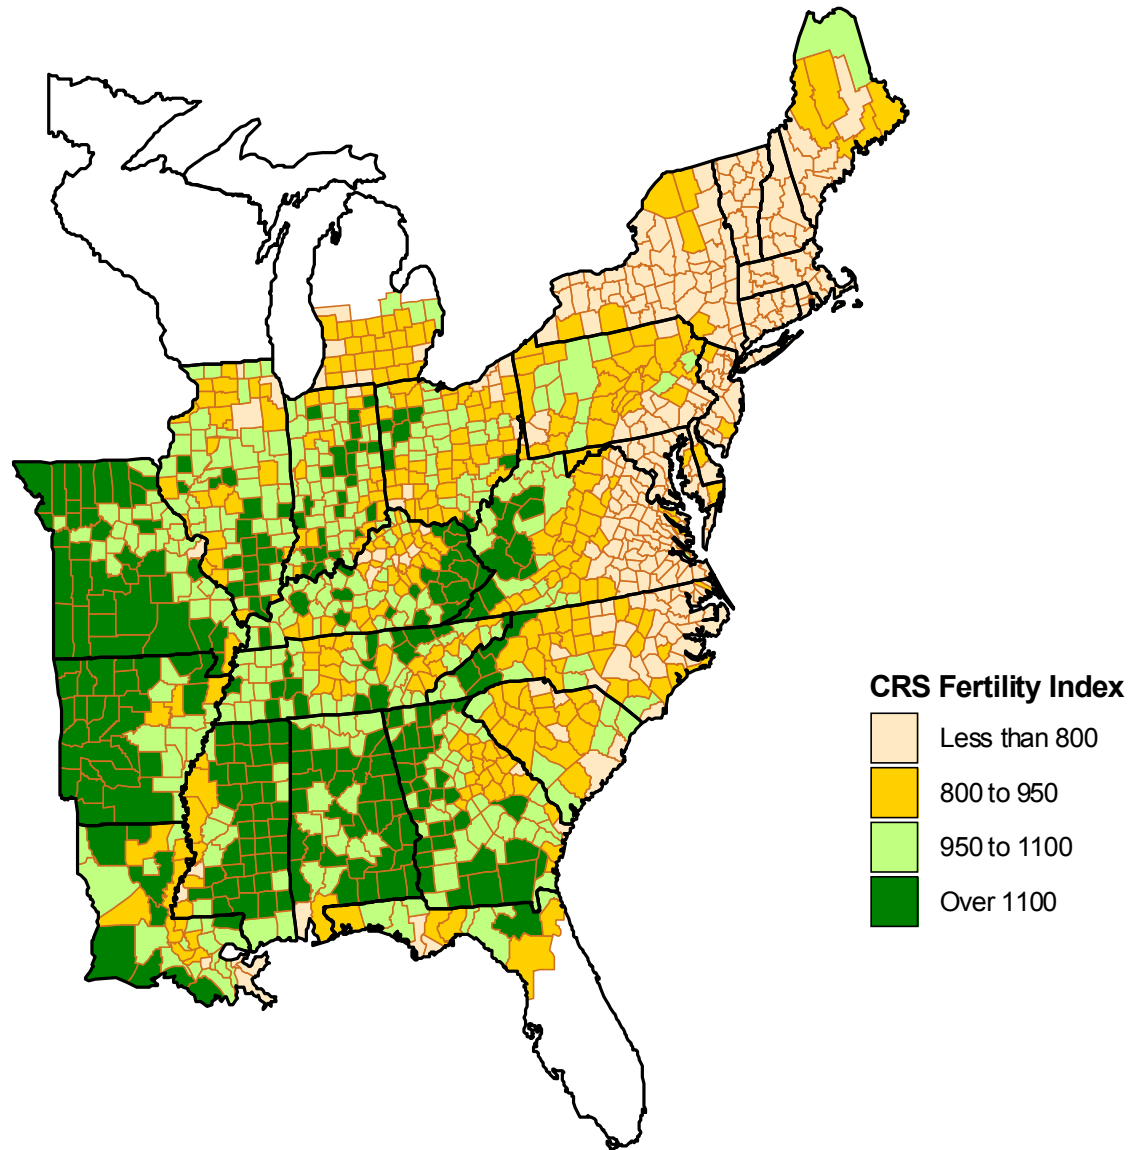 CRS Fertility Index
Less than 800
800 to 950
950 to 1100
Over 1100